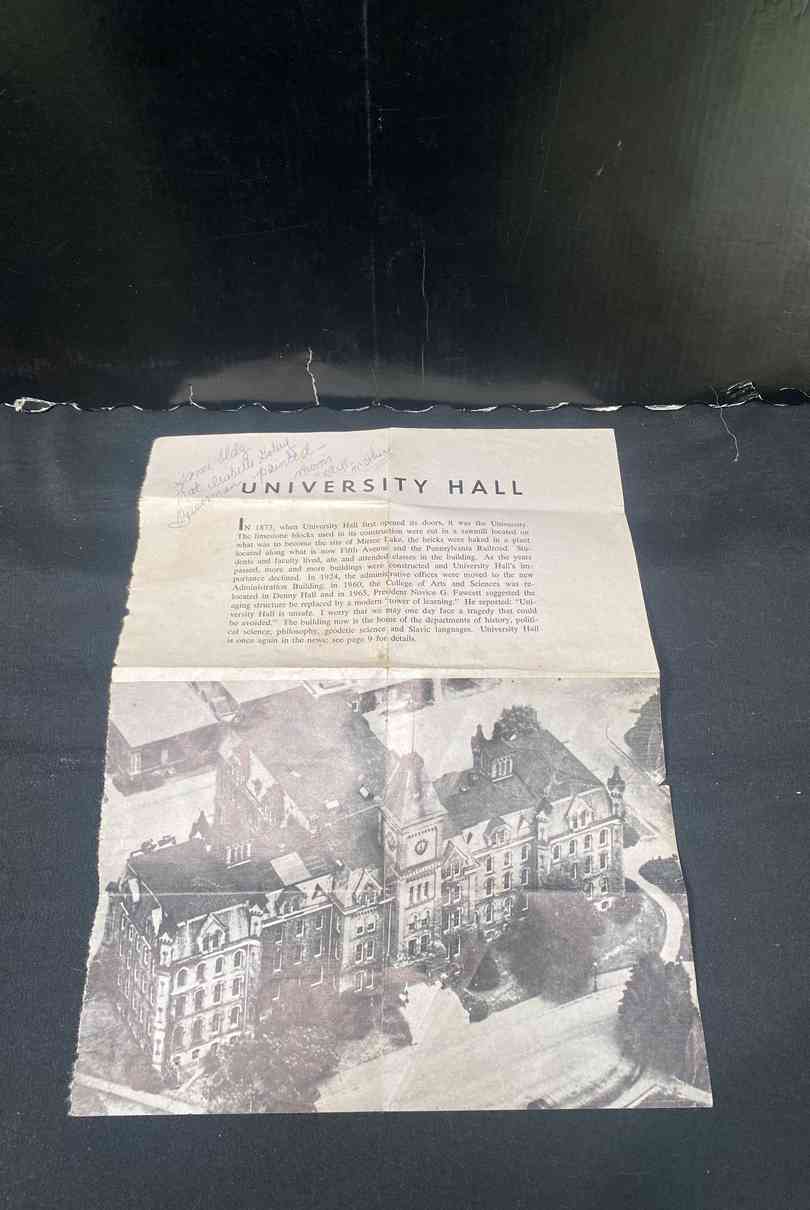 Same Bldg
that Isabelle
painted —
Mom
UNIVERSITY HALL
IN 1873, when University Hall first opened its doors, it was the University.
The limestone blocks used in its construction were cut in a sawmill located on
what was to become the site of Mirror Lake, the bricks were baked in a plant
located along what is now Fifth Avenue and the Pennsylvania Railroad. Stu-
dents and faculty lived, ate and attended classes in the building. As the years
passed, more and more buildings were constructed and University Hall's im-
portance declined. In 1924, the administrative offices were moved to the new
Administration Building; in 1960, the College of Arts and Sciences was re-
located in Denny Hall and in 1965, President Novice G. Fawcett suggested the
aging structure be replaced by a modern "tower of learning." He reported: "Uni-
versity Hall is unsafe. I worry that we may one day face a tragedy that could
be avoided." The building now is the home of the departments of history, politi-
cal science, philosophy, geodetic science and Slavic languages. University Hall
is once again in the news; see page 9 for details.